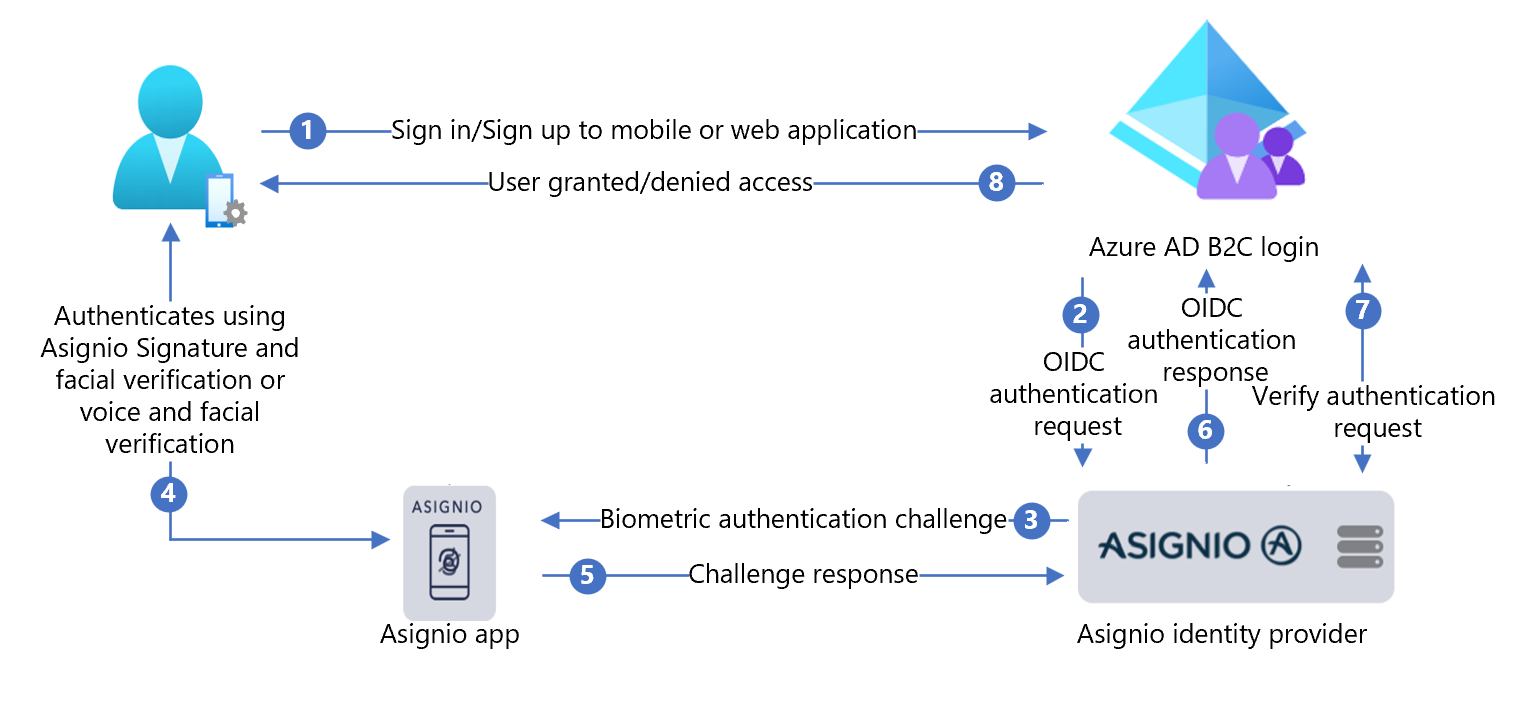 1
Sign in/Sign up to mobile or web application
User granted/denied access
8
Azure AD B2C login
2
OIDC
authentication
request
OIDC
authentication
response
6
7
Verify authentication
request
Authenticates using
Asignio Signature and
facial verification or
voice and facial
verification
4
ASIGNIO
Asignio app
Biometric authentication challenge
3
5
Challenge response
ASIGNIO A
Asignio identity provider